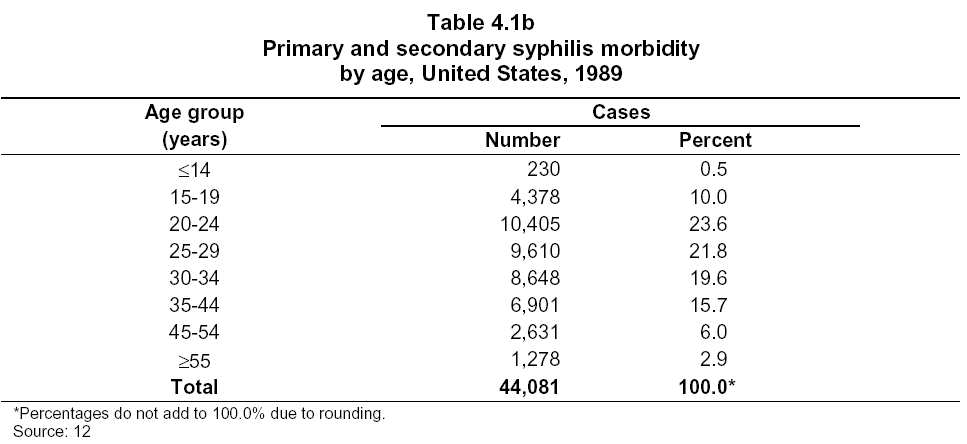 Table 4.1b
Primary and secondary syphilis morbidity
by age, United States, 1989
Age group Cases
(years) Number Percent
≤14 230 0.5
15-19 4,378 10.0
20-24 10,405 23.6
25-29 9,610 21.8
30-34 8,648 19.6
35-44 6,901 15.7
45-54 2,631 6.0
≥55 1,278 2.9
Total 44,081 100.0*
*Percentages do not add to 100.0% due to rounding.
Source: 12